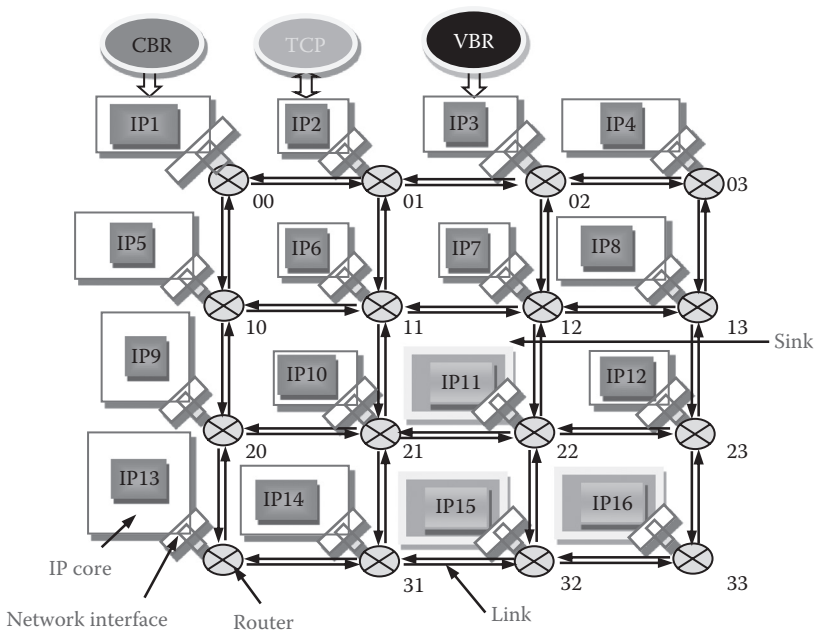 CBR
TCP
VBR
IP1
IP2
IP3
IP4
00
01
02
03
IP5
IP6
IP7
IP8
10
11
12
13
Sink
IP9
IP10
IP11
IP12
20
21
22
23
IP13
IP14
IP15
IP16
IP core
31
32
33
Network interface
Router
Link